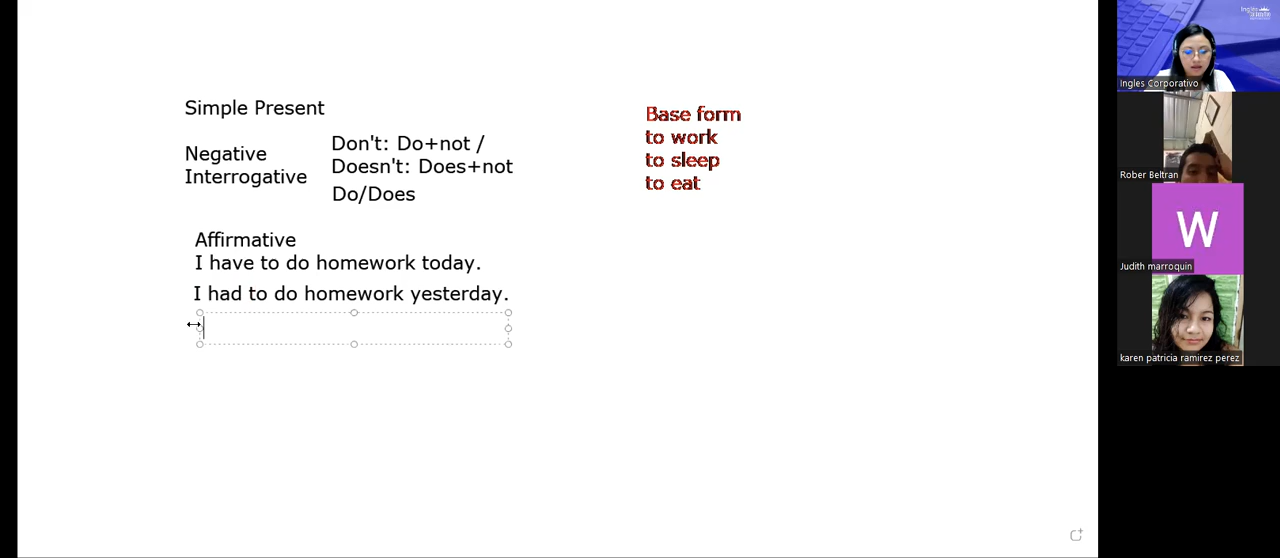 Simple Present
Negative
Interrogative
Don't: Do+not /
Doesn't: Does+not
Do/Does
Affirmative
I have to do homework today.
I had to do homework yesterday.
Base form
to work
to sleep
to eat
Ingles Corporativo
Rober Beltran
W
Judith marroquin
karen patricia ramirez perez